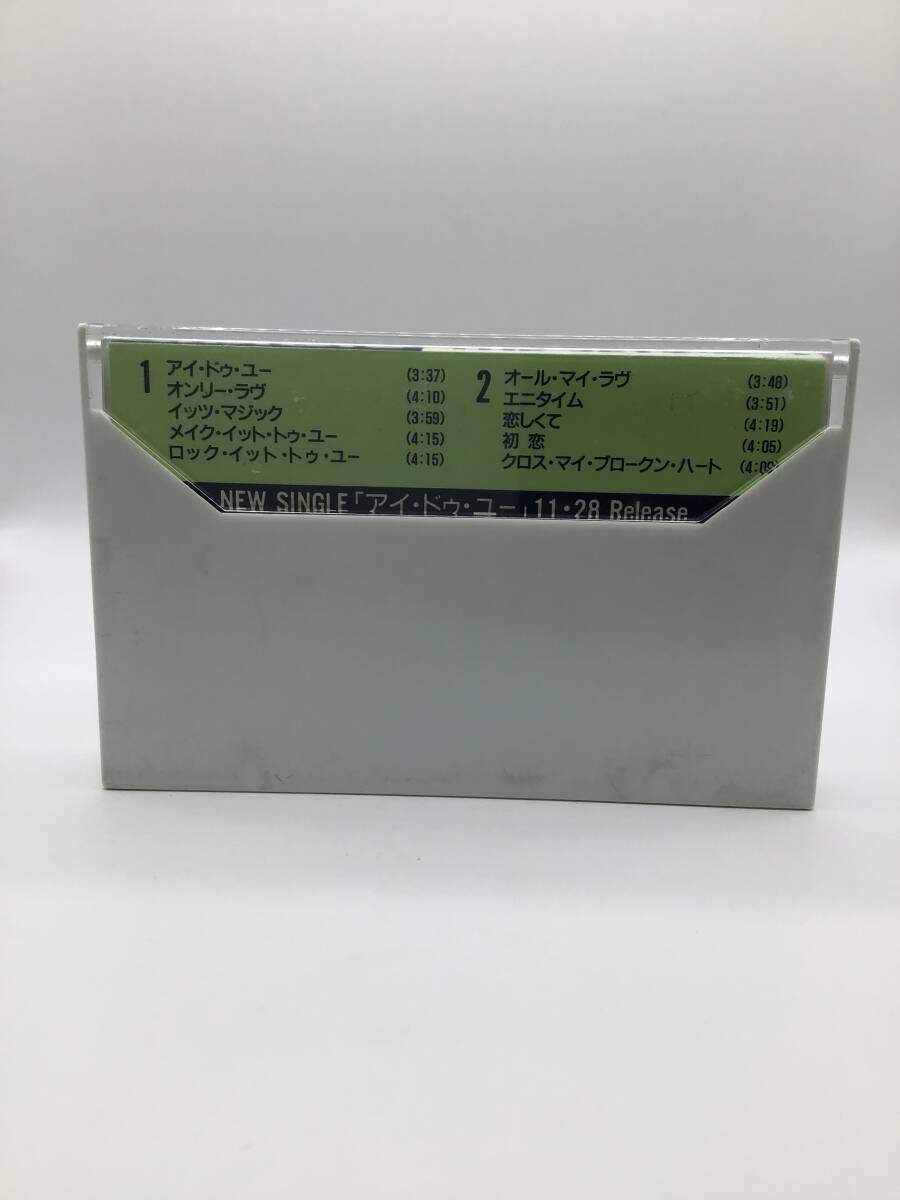 1
アイ・ドゥ・ユー (3:37)
オンリー・ラヴ (4:10)
イッツ・マジック (3:59)
メイク・イット・トゥ・ユー (4:15)
ロック・イット・トゥ・ユー (4:15)
2
オール・マイ・ラヴ (3:48)
エニタイム (3:51)
恋しくて (4:19)
初恋 (4:05)
クロス・マイ・ブロークン・ハート (4:09)
NEW SINGLE「アイ・ドゥ・ユー」11・28 Release